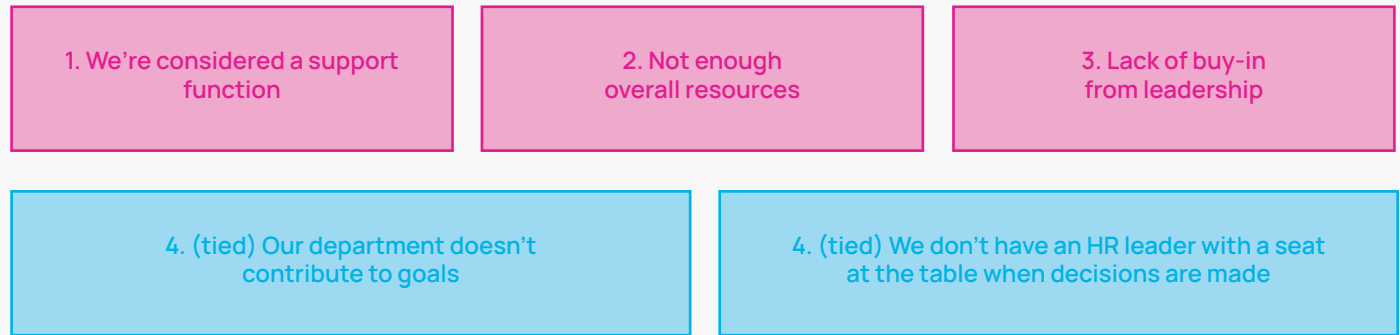 1. We’re considered a support
function
2. Not enough
overall resources
3. Lack of buy-in
from leadership
4. (tied) Our department doesn’t
contribute to goals
4. (tied) We don’t have an HR leader with a seat
at the table when decisions are made